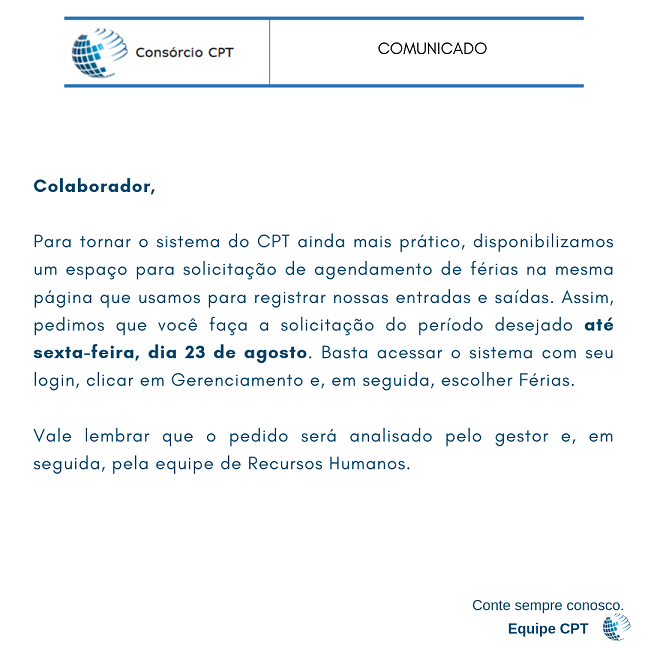 Consórcio CPT
COMUNICADO
Colaborador,
Para tornar o sistema do CPT ainda mais prático, disponibilizamos
um espaço para solicitação de agendamento de férias na mesma
página que usamos para registrar nossas entradas e saídas. Assim,
pedimos que você faça a solicitação do período desejado até
sexta-feira, dia 23 de agosto. Basta acessar o sistema com seu
login, clicar em Gerenciamento e, em seguida, escolher Férias.
Vale lembrar que o pedido será analisado pelo gestor e, em
seguida, pela equipe de Recursos Humanos.
Conte sempre conosco.
Equipe CPT